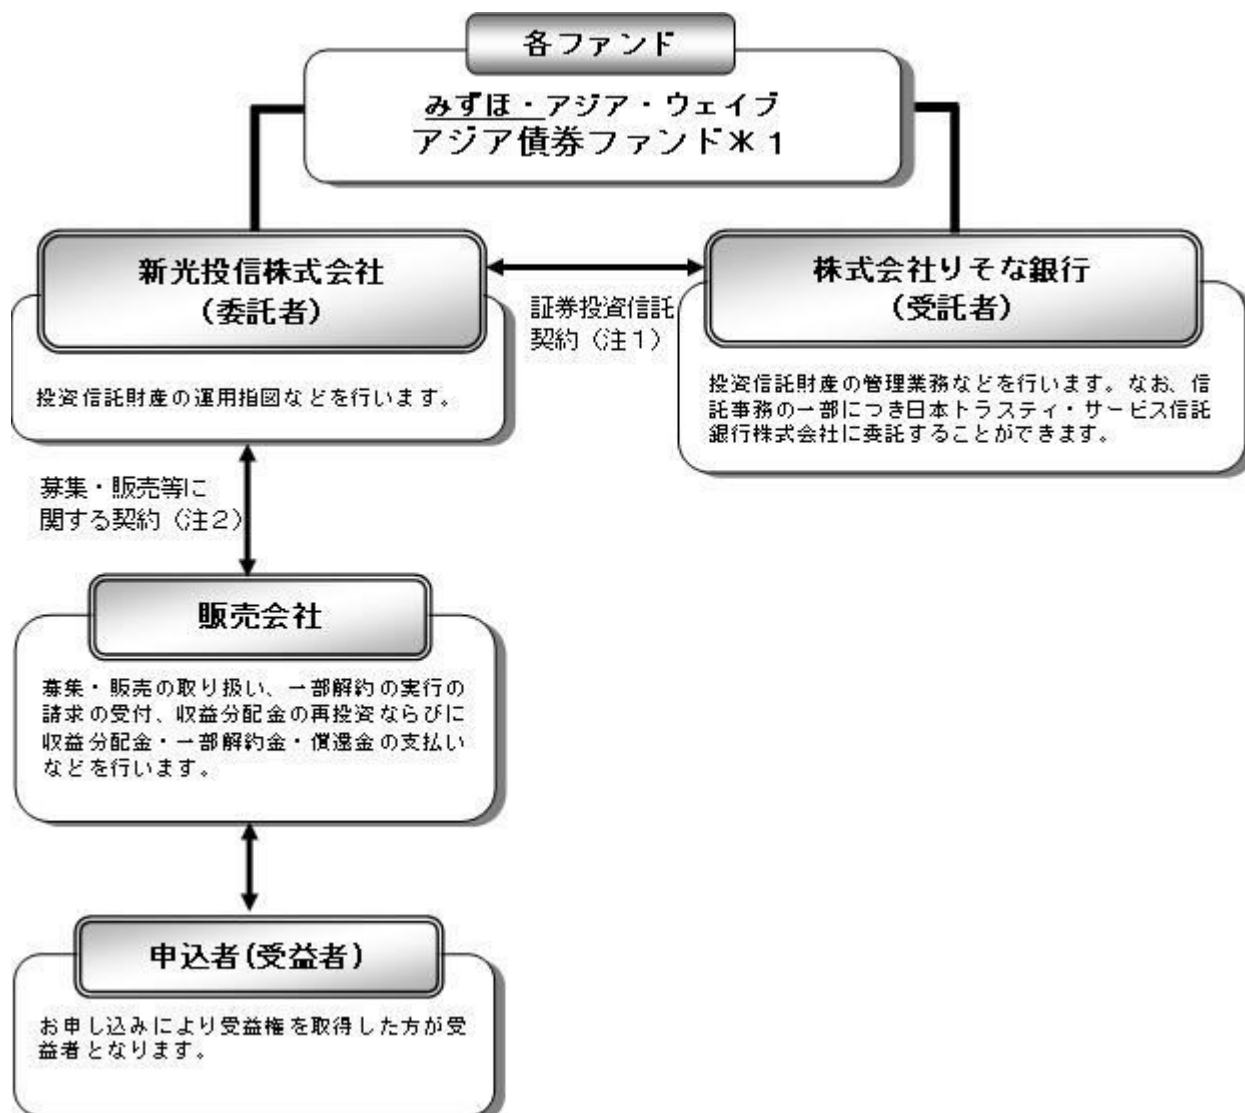 各ファンド
みずほ・アジア・ウェイブ
アジア債券ファンド＊１
新光投信株式会社
（委託者）
証券投資信託
契約（注１）
株式会社りそな銀行
（受託者）
投資信託財産の運用指図などを行います。
投資信託財産の管理業務などを行います。なお、信
託事務の一部につき日本トラスティ・サービス信託
銀行株式会社に委託することができます。
募集・販売等に
関する契約（注２）
販売会社
募集・販売の取り扱い、一部解約の実行の
請求の受付、収益分配金の再投資ならびに
収益分配金・一部解約金・償還金の支払い
などを行います。
申込者(受益者)
お申し込みにより受益権を取得した方が受
益者となります。